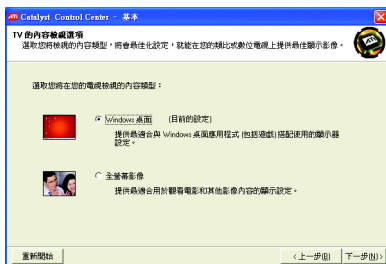 ATI Catalyst Control Center - 基本
TV 的內容檢視選項
選取您將檢視的內容類型，將會最佳化設定，就能在您的類比或數位電視上提供最佳顯示影像。
ATI
選取您將在您的電視檢視的內容類型：
Windows 桌面 (目前的設定)
提供最適合與 Windows 桌面應用程式 (包括遊戲) 搭配使用的顯示器
設定。
全螢幕影像
提供最適合用於觀看電影和其他影像內容的顯示設定。
重新開始
<上一步(B)
下一步(N)>